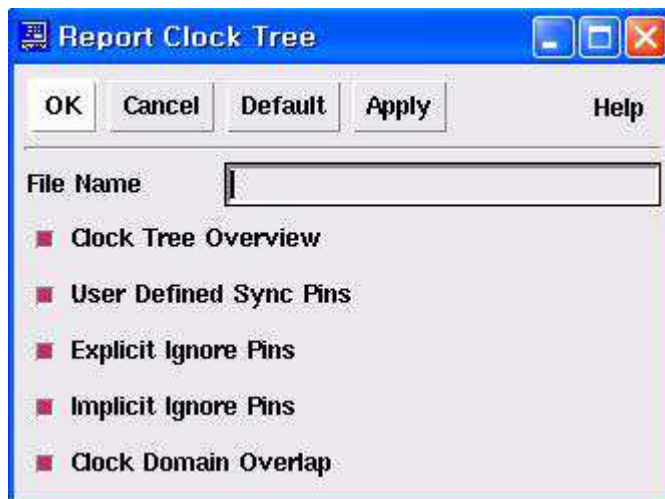 Report Clock Tree
OK Cancel Default Apply Help
File Name
Clock Tree Overview
User Defined Sync Pins
Explicit Ignore Pins
Implicit Ignore Pins
Clock Domain Overlap